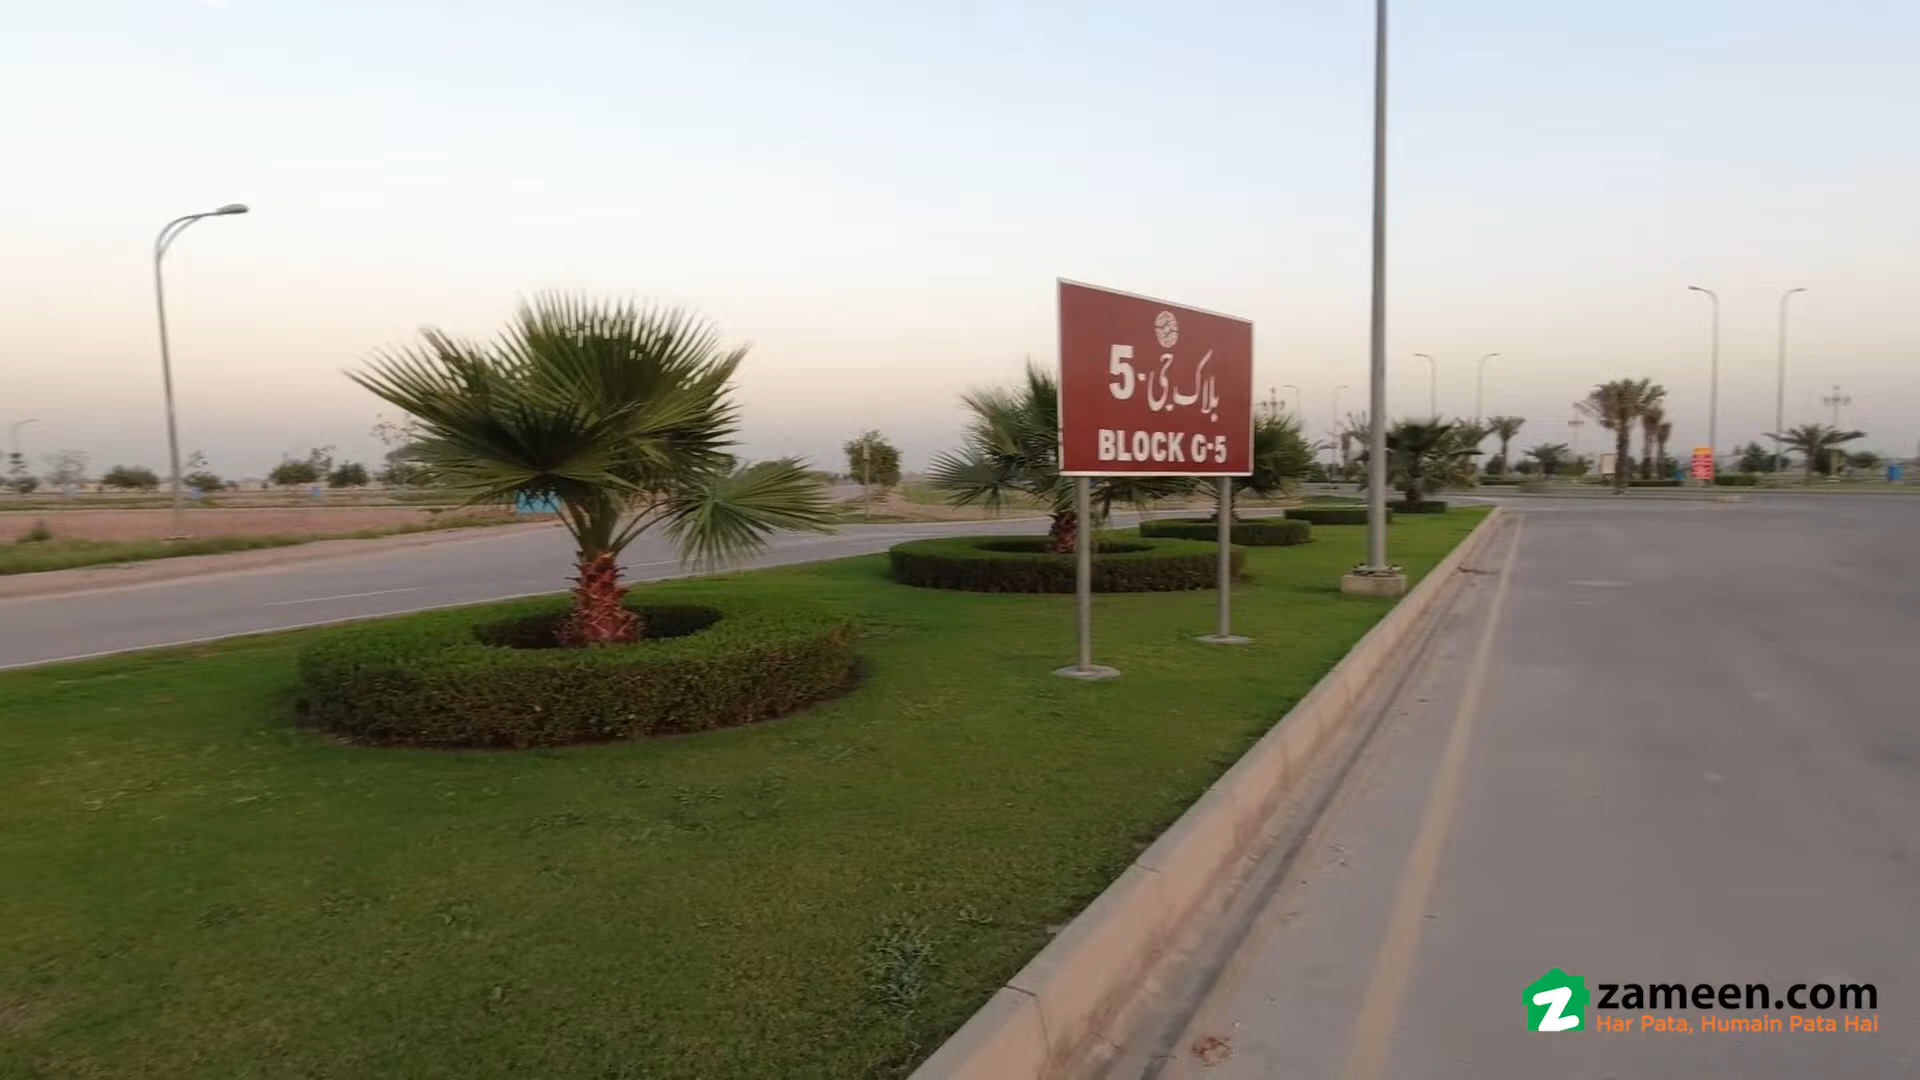 بلاک جی-5
BLOCK G-5
zameen.com
Har Pata, Humain Pata Hai